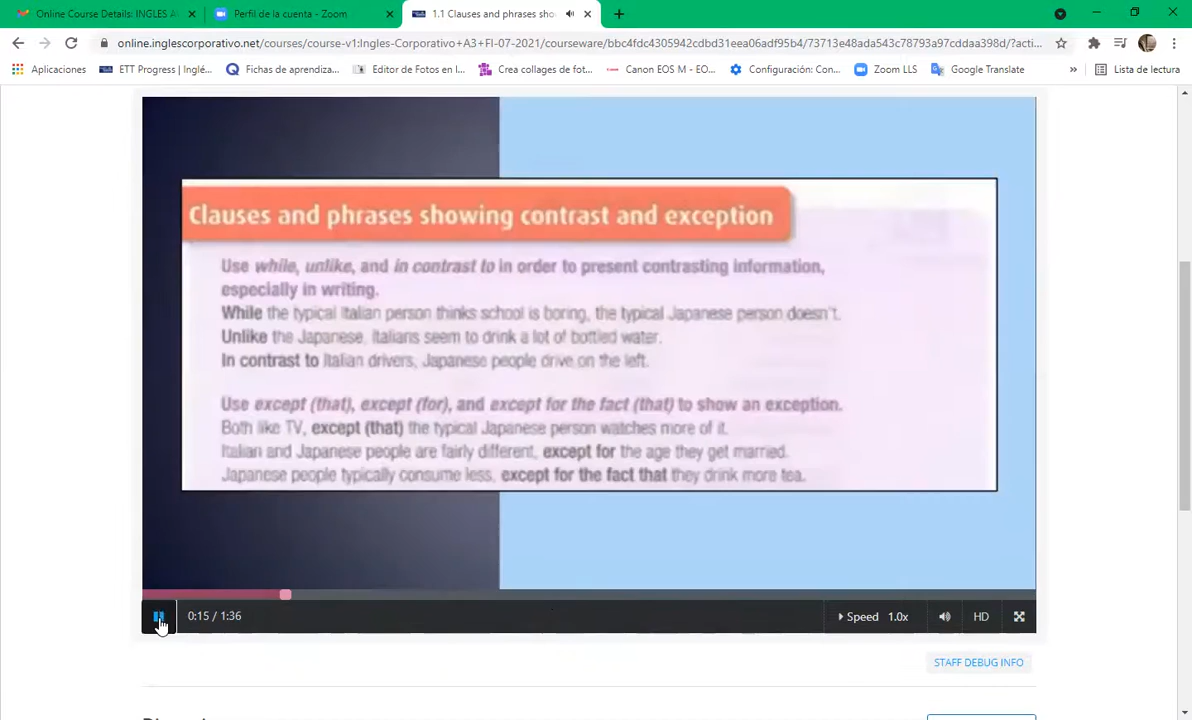 Online Course Details: INGLES A
Perfil de la cuenta - Zoom
1.1 Clauses and phrases sho
online.inglescorporativo.net/courses/course-v1:Ingles-Corporativo+A3+FI-07-2021/courseware/bbc4fdc4305942cdbd31eea06adf95b4/73713e48ada543c78793a97cddaa398d/?acti...
Aplicaciones
ETT Progress | Inglé...
Fichas de aprendiza...
Editor de Fotos en l...
Crea collages de fot...
Canon EOS M - EO...
Configuración: Con...
Zoom LLS
Google Translate
»
Lista de lectura
Clauses and phrases showing contrast and exception
Use while, unlike, and in contrast to in order to present contrasting information,
especially in writing.
While the typical Italian person thinks school is boring, the typical Japanese person doesn't.
Unlike the Japanese, Italians seem to drink a lot of bottled water.
In contrast to Italian drivers, Japanese people drive on the left.
Use except (that), except (for), and except for the fact (that) to show an exception.
Both like TV, except (that) the typical Japanese person watches more of it.
Italian and Japanese people are fairly different, except for the age they get married.
Japanese people typically consume less, except for the fact that they drink more tea.
0:15 / 1:36
Speed 1.0x
HD
STAFF DEBUG INFO